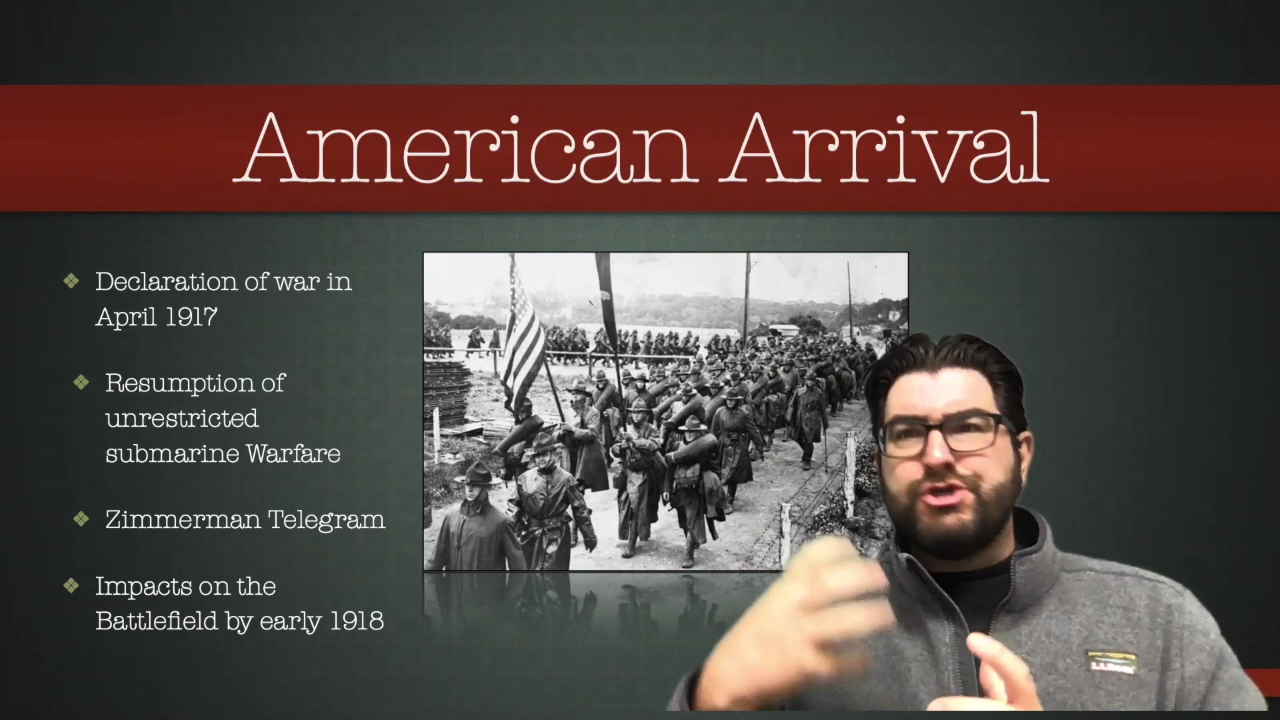 American Arrival
Declaration of war in
April 1917
Resumption of
unrestricted
submarine Warfare
Zimmerman Telegram
Impacts on the
Battlefield by early 1918